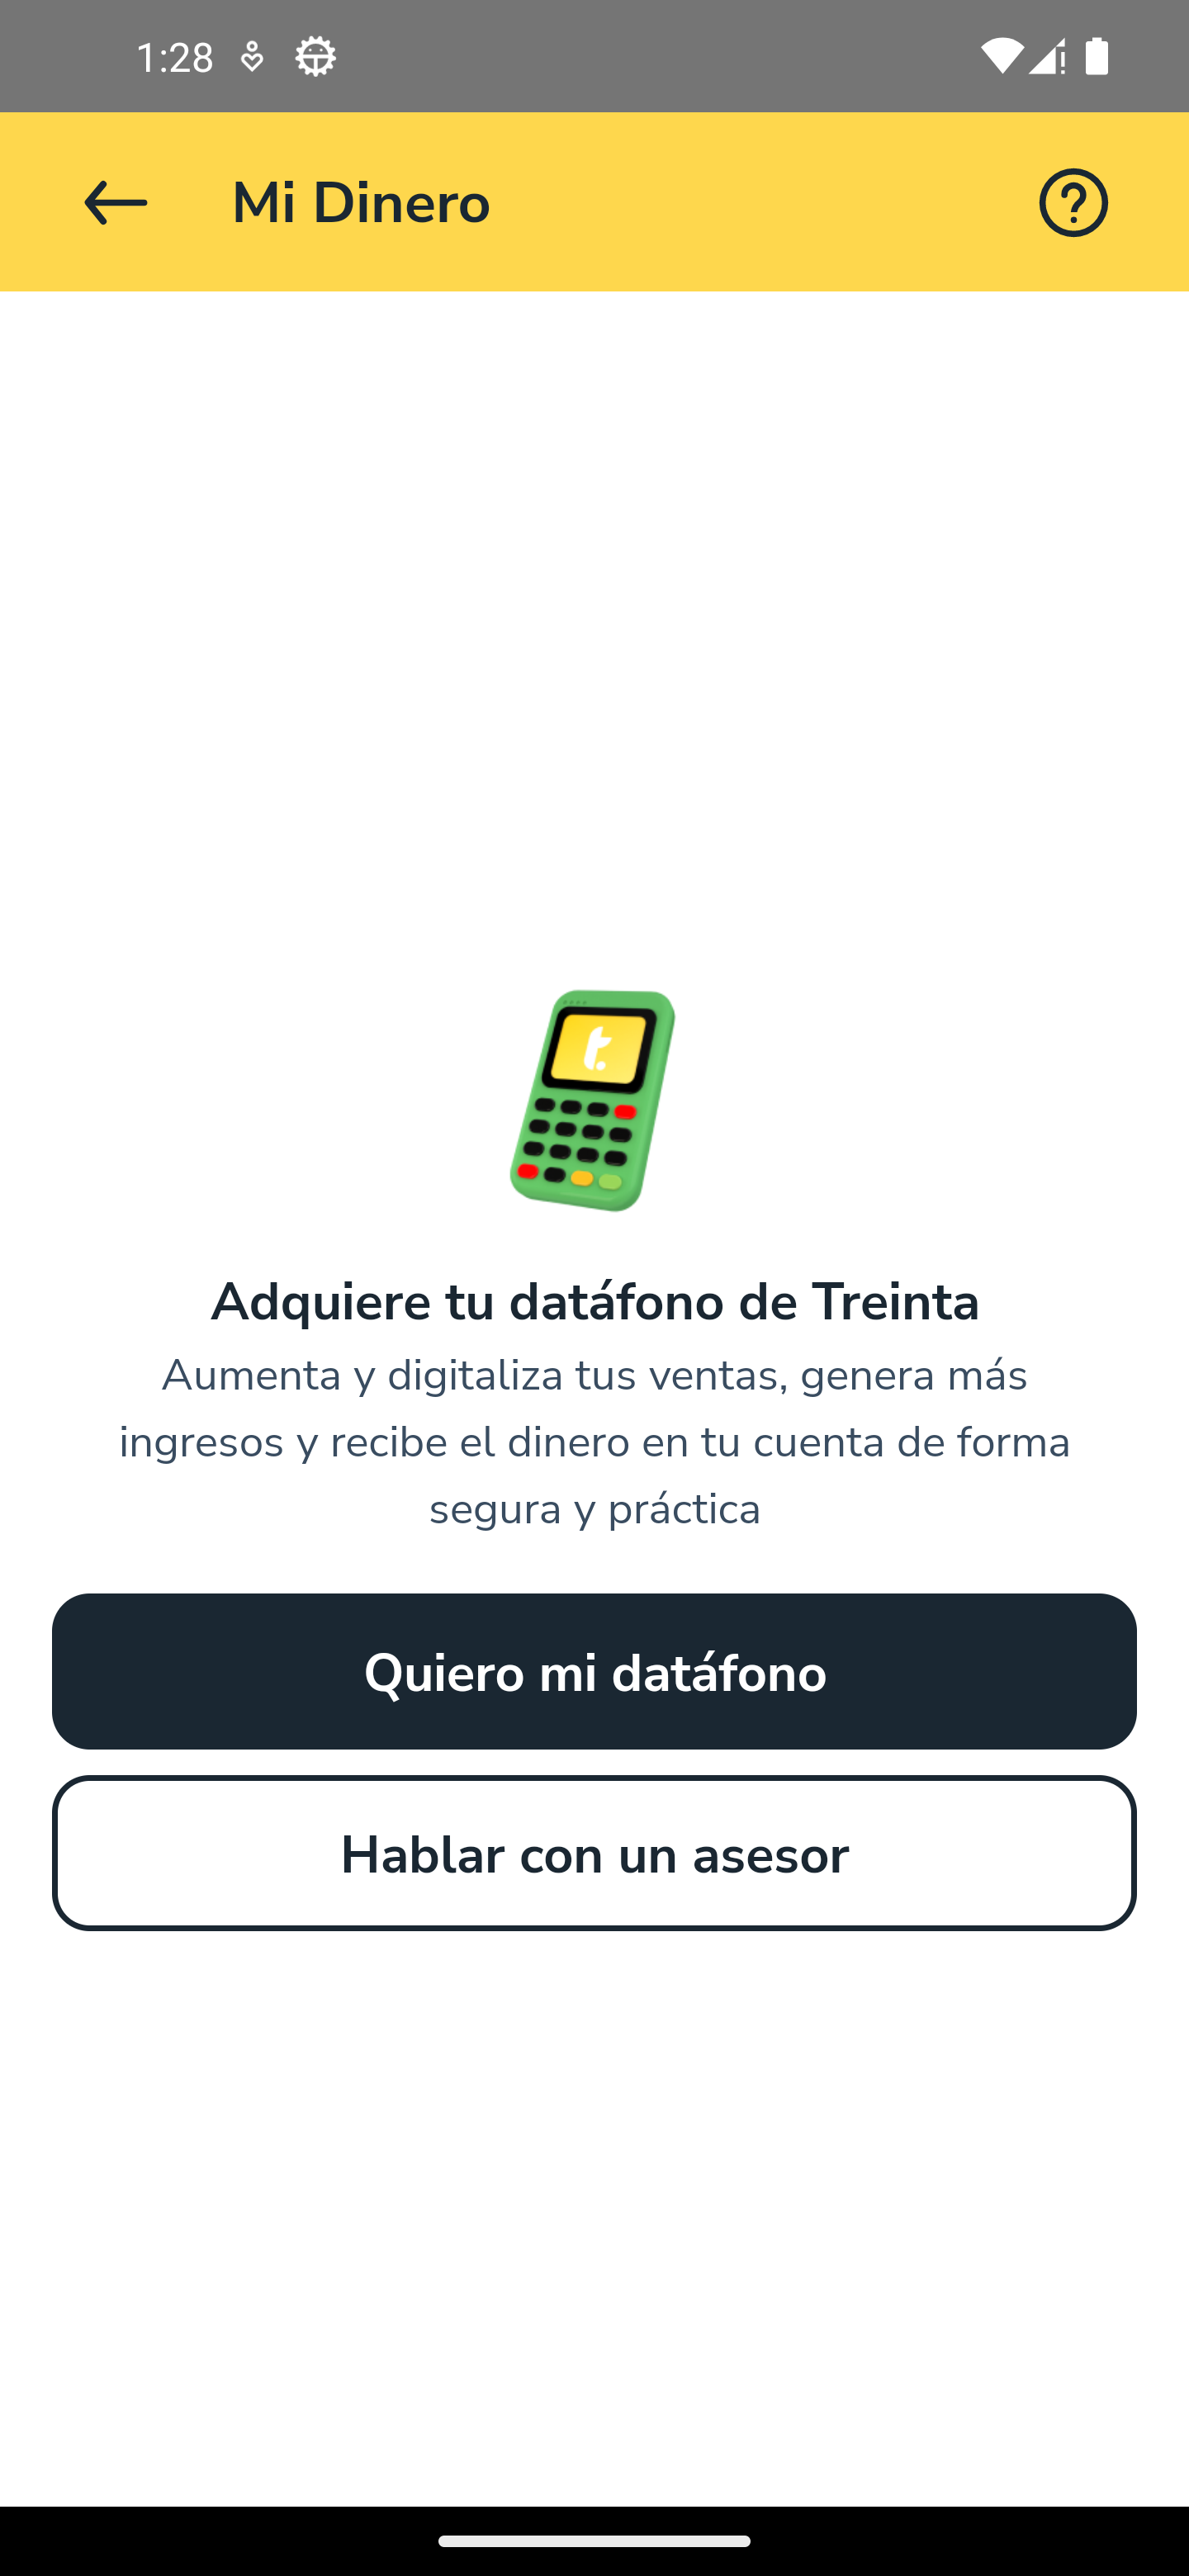 1:28
Mi Dinero
Adquiere tu datáfono de Treinta
Aumenta y digitaliza tus ventas, genera más
ingresos y recibe el dinero en tu cuenta de forma
segura y práctica
Quiero mi datáfono
Hablar con un asesor